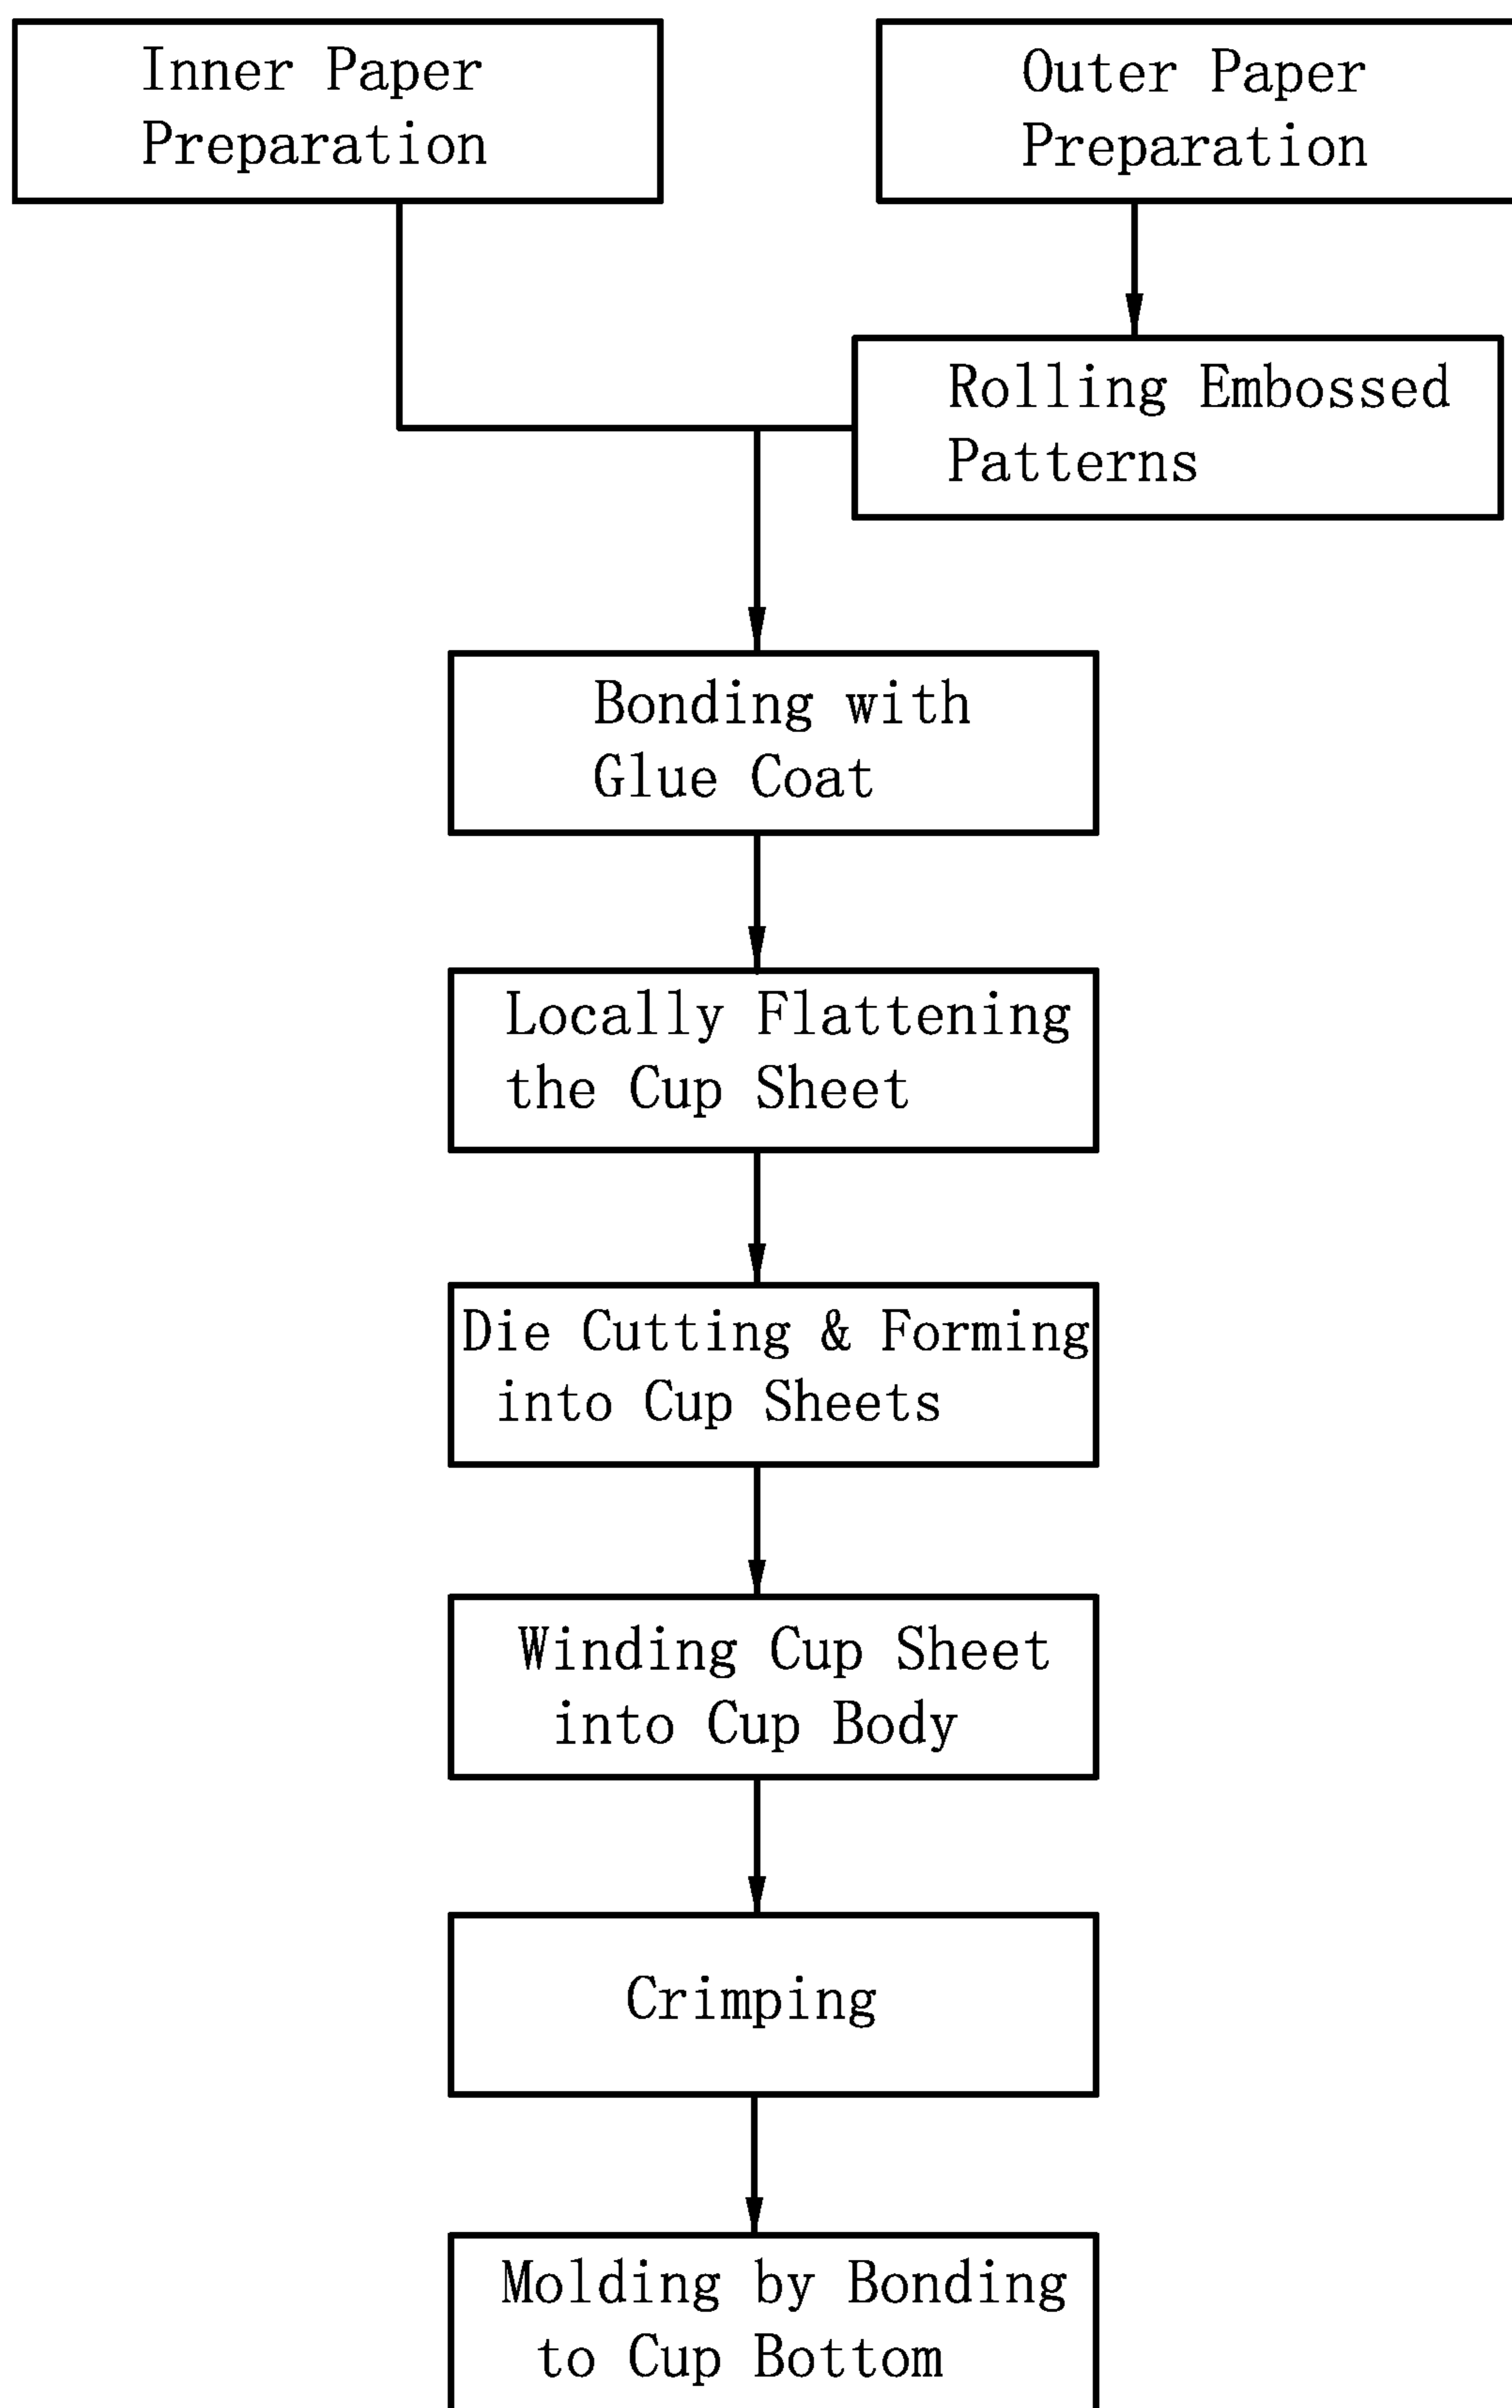 Inner Paper
Preparation
Outer Paper
Preparation
Rolling Embossed
Patterns
Bonding with
Glue Coat
Locally Flattening
the Cup Sheet
Die Cutting & Forming
into Cup Sheets
Winding Cup Sheet
into Cup Body
Crimping
Molding by Bonding
to Cup Bottom